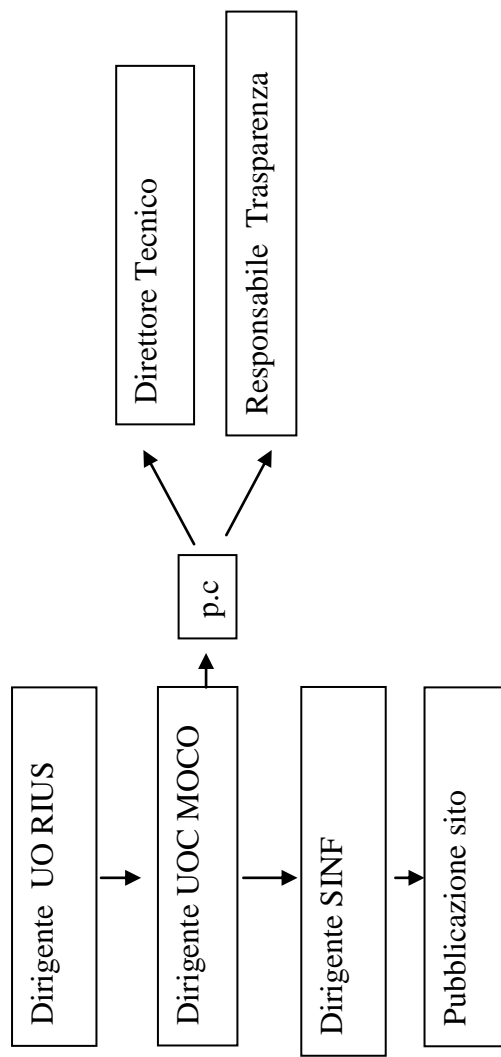 Dirigente UO RIUS
Dirigente UOC MOCO
p.c
Direttore Tecnico
Responsabile Trasparenza
Dirigente SINF
Pubblicazione sito